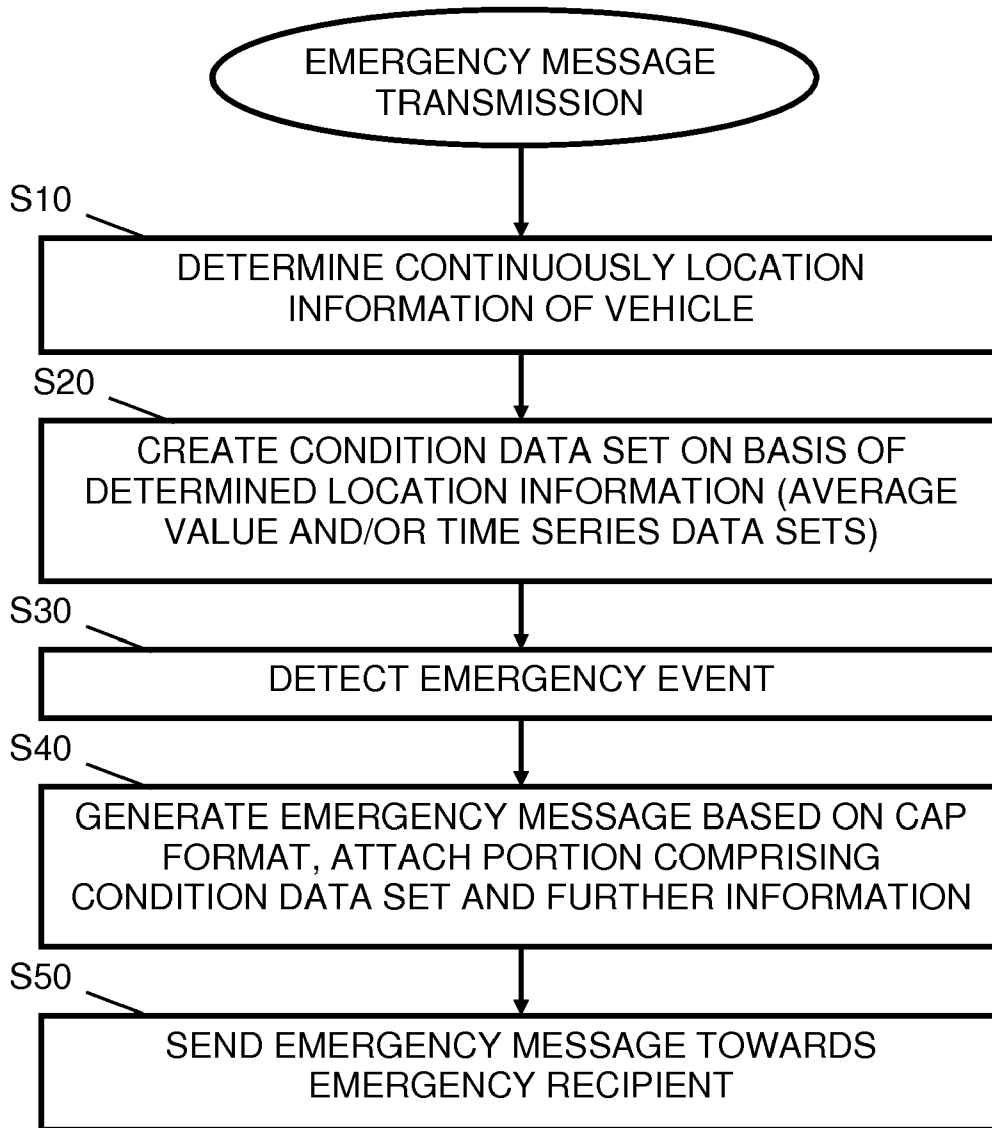 EMERGENCY MESSAGE
TRANSMISSION
S10
DETERMINE CONTINUOUSLY LOCATION
INFORMATION OF VEHICLE
S20
CREATE CONDITION DATA SET ON BASIS OF
DETERMINED LOCATION INFORMATION (AVERAGE
VALUE AND/OR TIME SERIES DATA SETS)
S30
DETECT EMERGENCY EVENT
S40
GENERATE EMERGENCY MESSAGE BASED ON CAP
FORMAT, ATTACH PORTION COMPRISING
CONDITION DATA SET AND FURTHER INFORMATION
S50
SEND EMERGENCY MESSAGE TOWARDS
EMERGENCY RECIPIENT